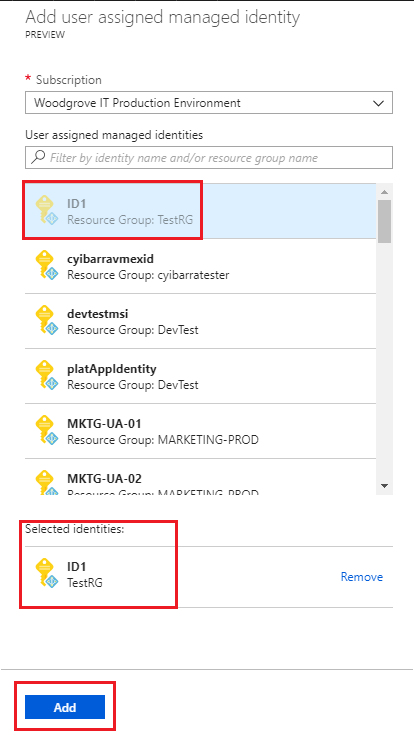 Add user assigned managed identity
PREVIEW
* Subscription
Woodgrove IT Production Environment
User assigned managed identities
Filter by identity name and/or resource group name
ID1
Resource Group: TestRG
cyibarravmexid
Resource Group: cyibarratester
devtestmsi
Resource Group: DevTest
platAppIdentity
Resource Group: DevTest
MKTG-UA-01
Resource Group: MARKETING-PROD
MKTG-UA-02
Resource Group: MARKETING-PROD
Selected identities:
ID1
TestRG
Remove
Add